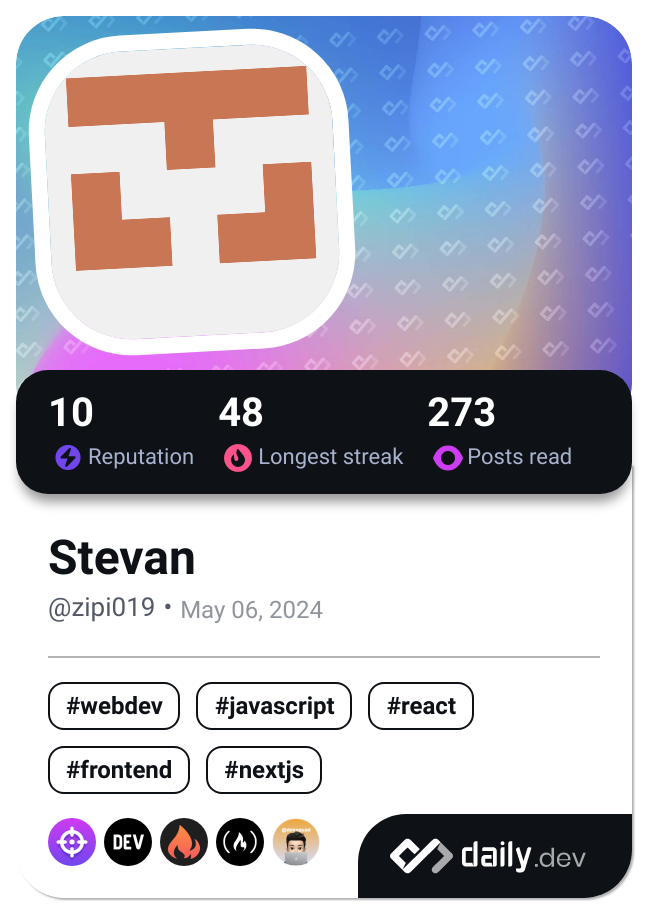 10 48 273
Reputation Longest streak Posts read
Stevan
@zipi019 • May 06, 2024
#webdev #javascript #react
#frontend #nextjs
DEV
daily.dev